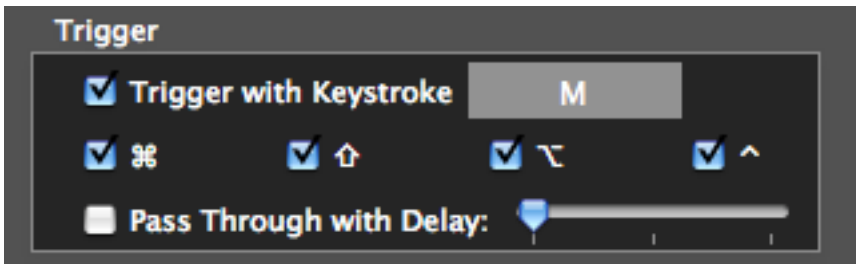 Trigger
Trigger with Keystroke M
⌘ ⇧ ⌥ ^
Pass Through with Delay: